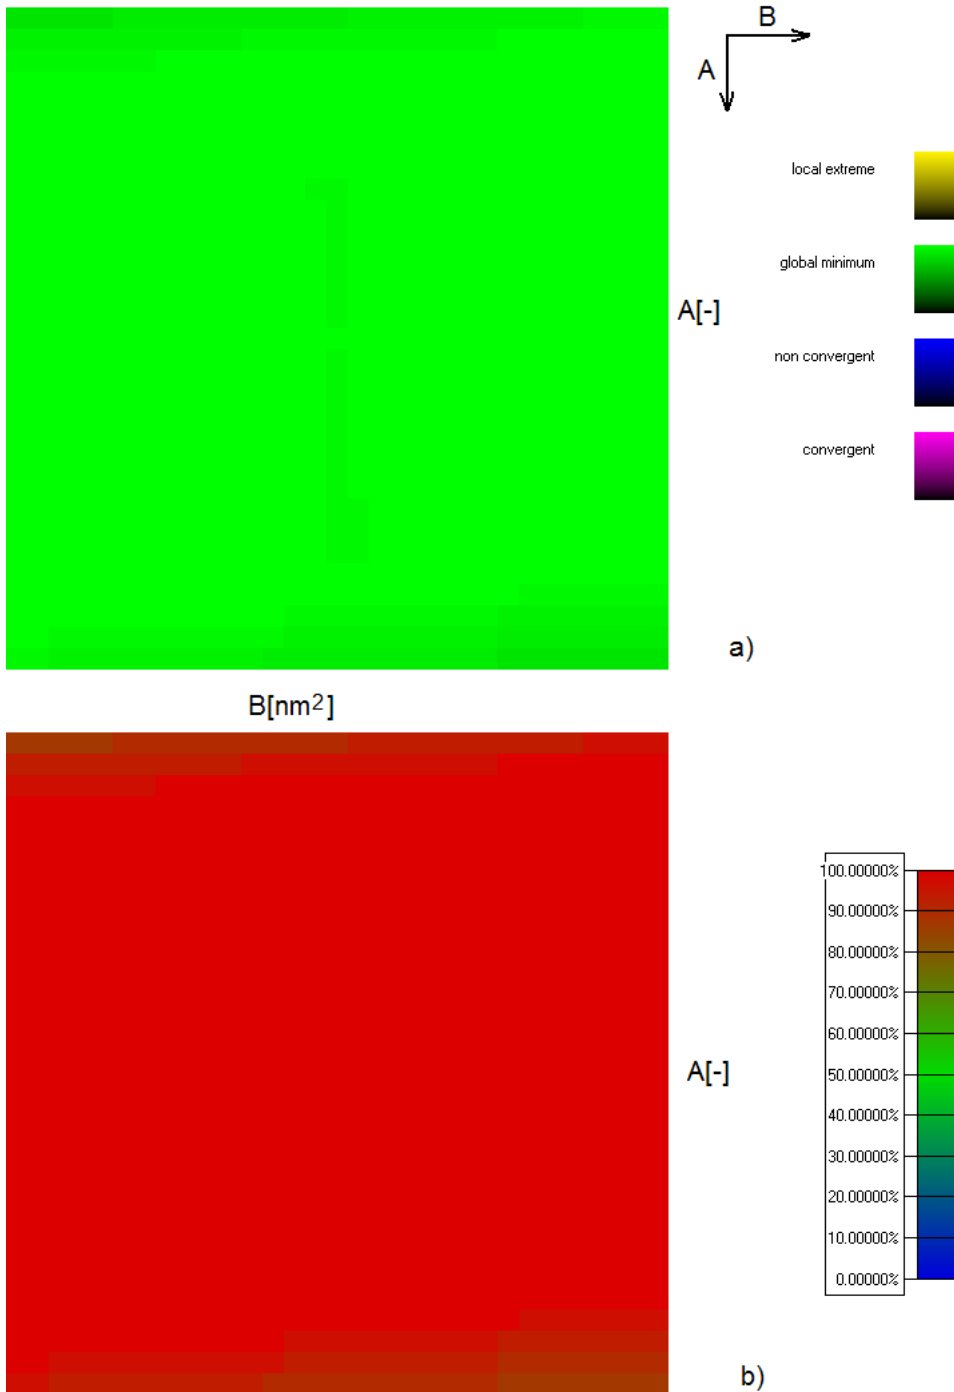 B
A
local extreme
global minimum
A[-]
non convergent
convergent
a)
B[nm²]
100.00000%
90.00000%
80.00000%
70.00000%
60.00000%
50.00000%
A[-]
40.00000%
30.00000%
20.00000%
10.00000%
0.00000%
b)